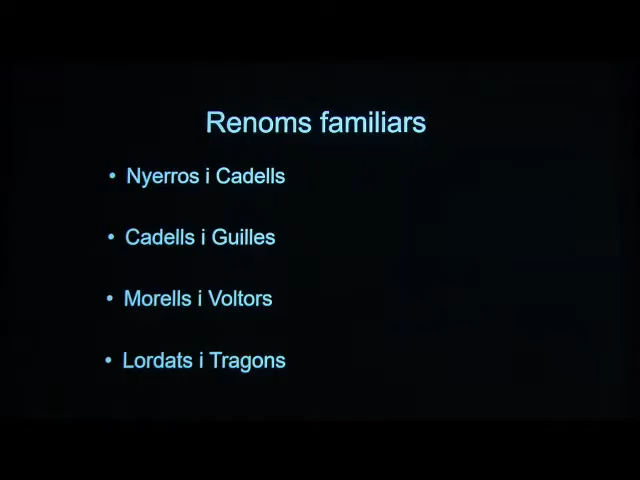 Renoms familiars
• Nyerros i Cadells
• Cadells i Guilles
• Morells i Voltors
• Lordats i Tragons